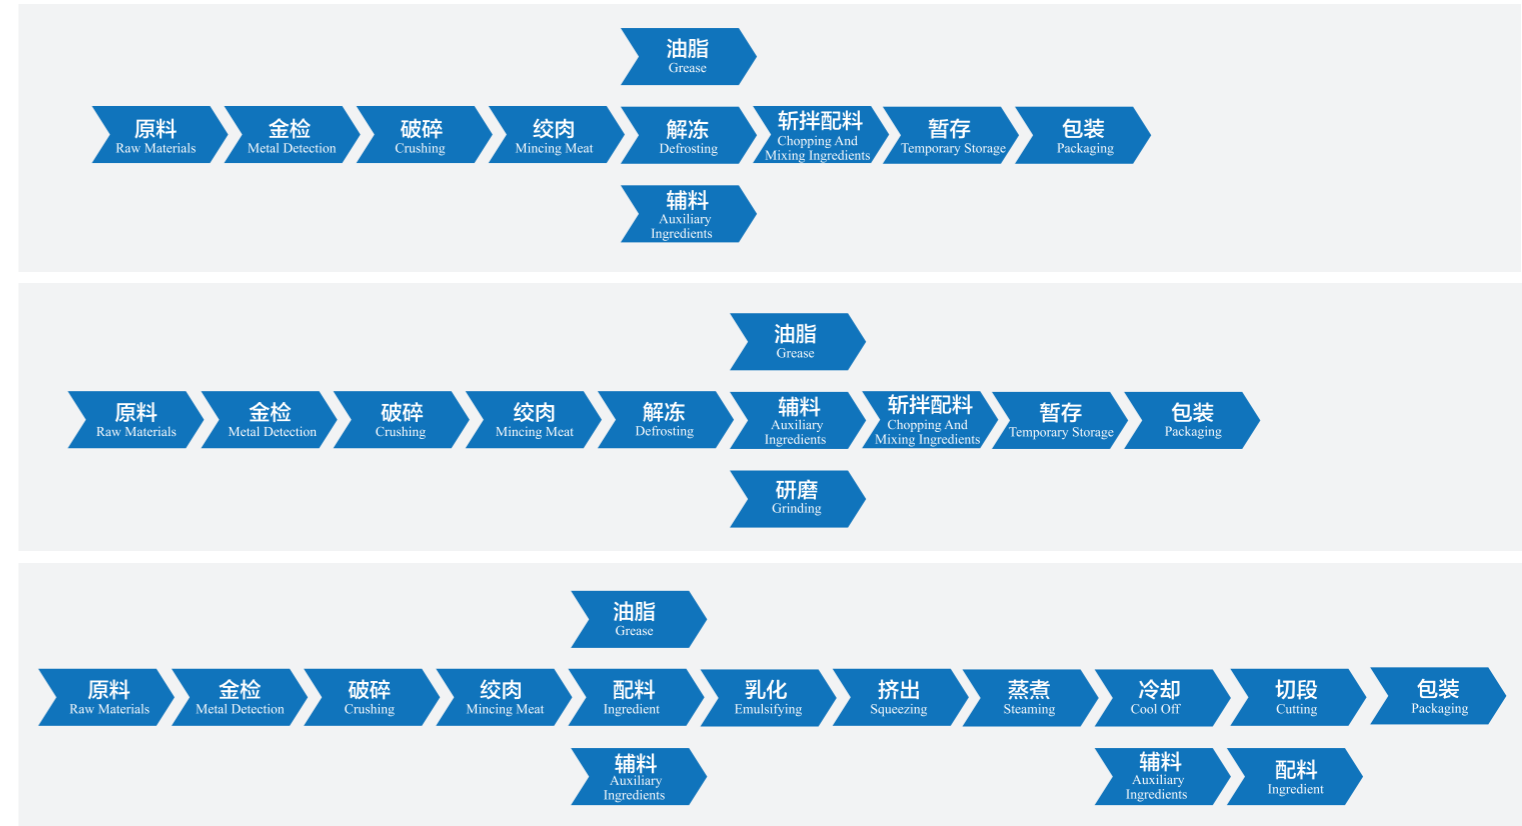 油脂
Grease
原料
Raw Materials
金检
Metal Detection
破碎
Crushing
绞肉
Mincing Meat
解冻
Defrosting
斩拌配料
Chopping And
Mixing Ingredients
暂存
Temporary Storage
包装
Packaging
辅料
Auxiliary
Ingredients
油脂
Grease
原料
Raw Materials
金检
Metal Detection
破碎
Crushing
绞肉
Mincing Meat
解冻
Defrosting
辅料
Auxiliary
Ingredients
斩拌配料
Chopping And
Mixing Ingredients
暂存
Temporary Storage
包装
Packaging
研磨
Grinding
油脂
Grease
原料
Raw Materials
金检
Metal Detection
破碎
Crushing
绞肉
Mincing Meat
配料
Ingredient
乳化
Emulsifying
挤出
Squeezing
蒸煮
Steaming
冷却
Cool Off
切段
Cutting
包装
Packaging
辅料
Auxiliary
Ingredients
辅料
Auxiliary
Ingredients
配料
Ingredient